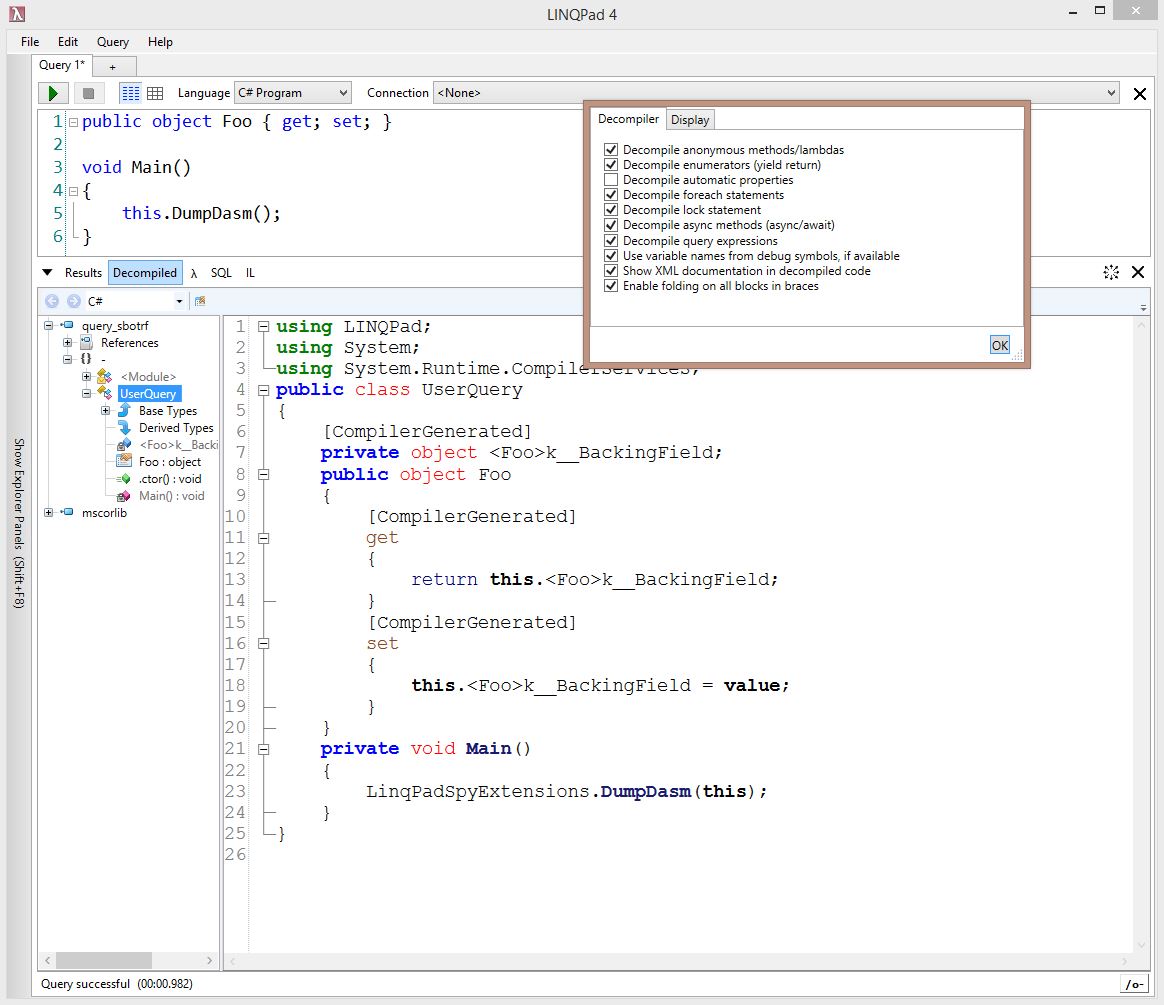 LINQPad 4
File Edit Query Help
Query 1* +
Language C# Program Connection <None>
1 public object Foo { get; set; }
2
3 void Main()
4 {
5 this.DumpDasm();
6 }
Decompiler Display
Decompile anonymous methods/lambdas
Decompile enumerators (yield return)
Decompile automatic properties
Decompile foreach statements
Decompile lock statement
Decompile async methods (async/await)
Decompile query expressions
Use variable names from debug symbols, if available
Show XML documentation in decompiled code
Enable folding on all blocks in braces
OK
Results Decompiled λ SQL IL
C#
Show Explorer Panels (Shift+F8)
query_sbotrf
References
{} -
<Module>
UserQuery
Base Types
Derived Types
<Foo>k__Backi
Foo : object
.ctor() : void
Main() : void
mscorlib
1 using LINQPad;
2 using System;
3 using System.Runtime.CompilerServices;
4 public class UserQuery
5 {
6 [CompilerGenerated]
7 private object <Foo>k__BackingField;
8 public object Foo
9 {
10 [CompilerGenerated]
11 get
12 {
13 return this.<Foo>k__BackingField;
14 }
15 [CompilerGenerated]
16 set
17 {
18 this.<Foo>k__BackingField = value;
19 }
20 }
21 private void Main()
22 {
23 LinqPadSpyExtensions.DumpDasm(this);
24 }
25 }
26
Query successful (00:00.982)
/o-